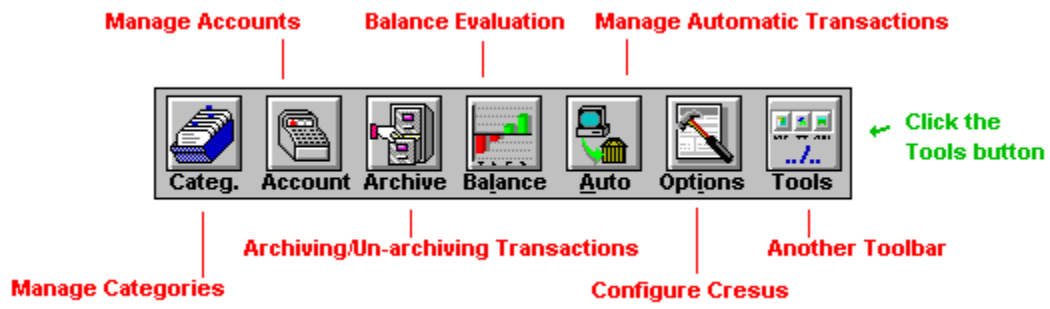 Manage Accounts
Balance Evaluation
Manage Automatic Transactions
Click the
Tools button
Categ.
Account
Archive
Balance
Auto
Options
Tools
../..
Archiving/Un-archiving Transactions
Another Toolbar
Manage Categories
Configure Cresus